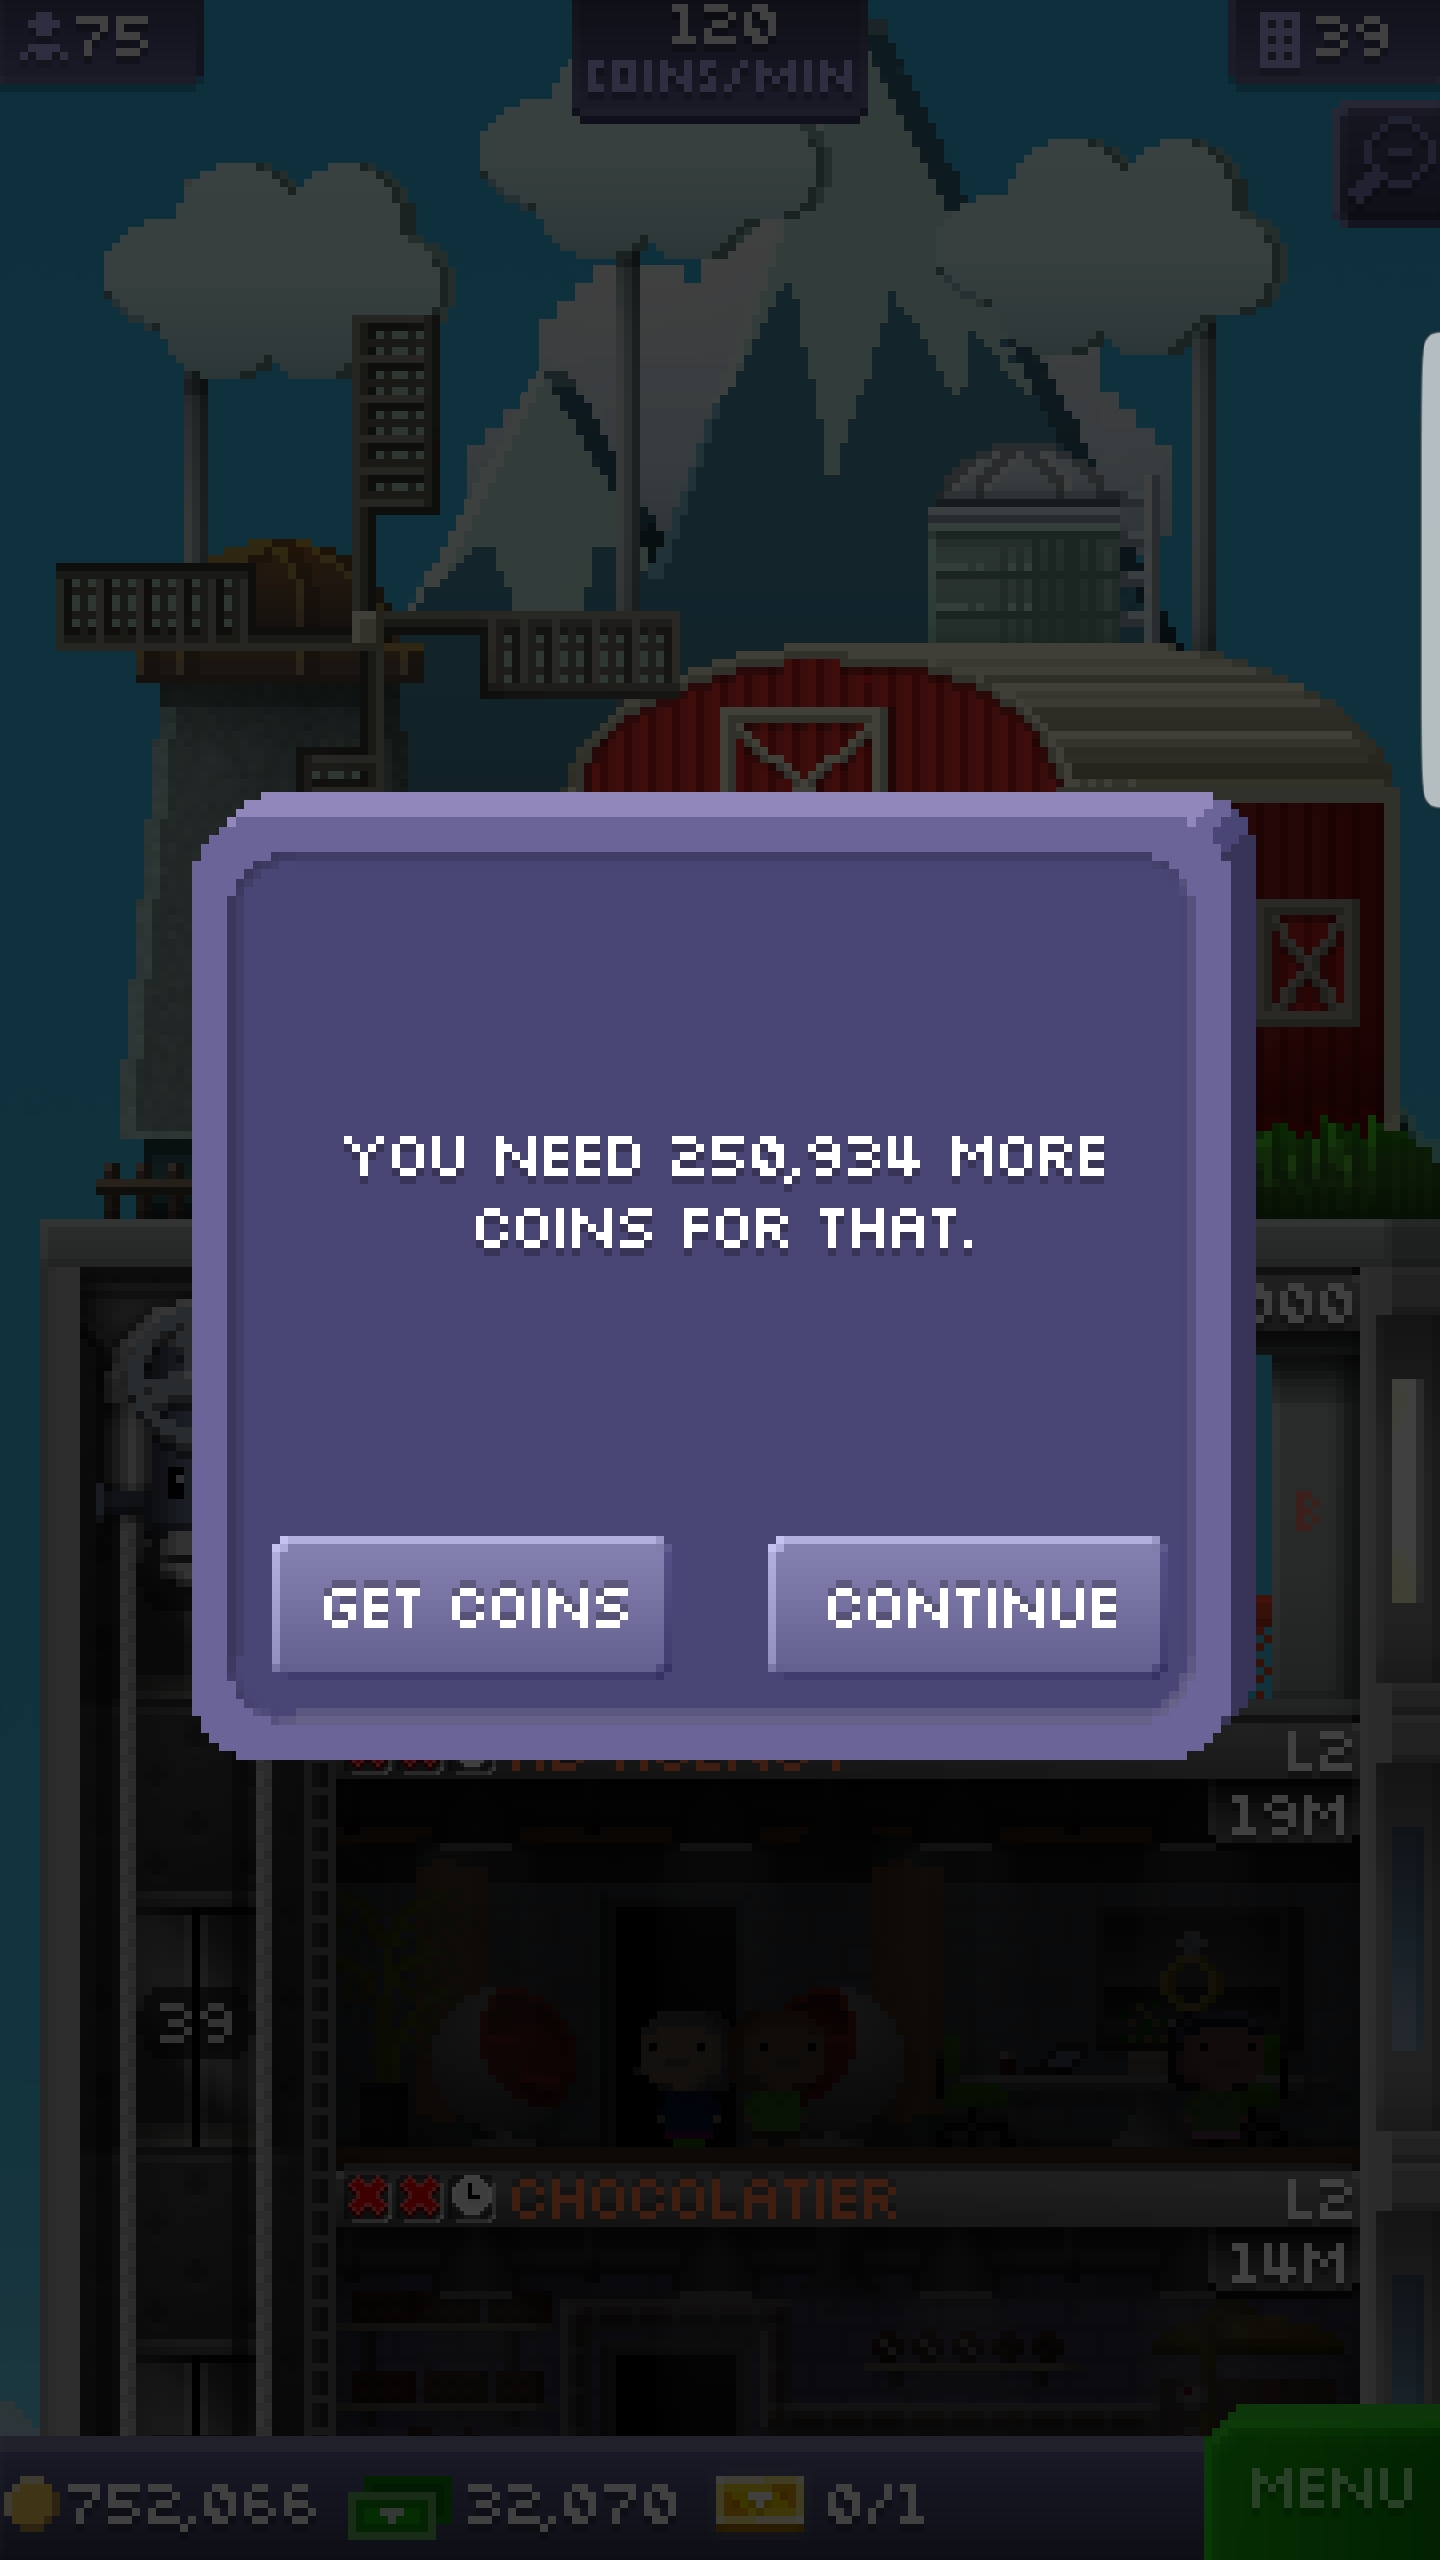 75
120
COINS/MIN
39
YOU NEED 250,934 MORE
COINS FOR THAT.
GET COINS
CONTINUE
B
L2
19M
39
CHOCOLATIER
L2
14M
752,066
32,070
0/1
MENU